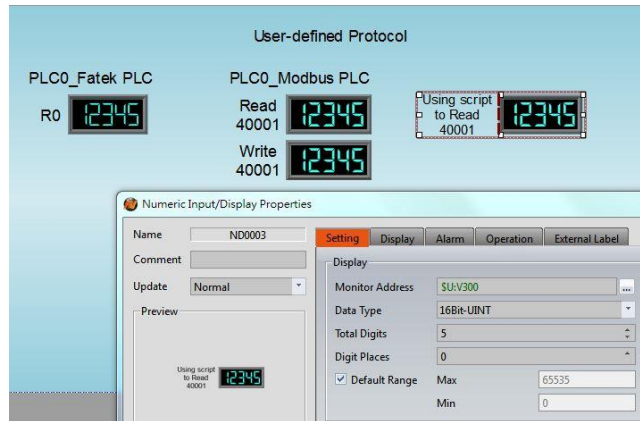 User-defined Protocol
PLC0_Fatek PLC
PLC0_Modbus PLC
R0
12345
Read
40001
12345
Using script
to Read
40001
12345
Write
40001
12345
Numeric Input/Display Properties
Name
ND0003
Comment
Update
Normal
Preview
Using script
to Read
40001
12345
Setting
Display
Alarm
Operation
External Label
Display
Monitor Address
$U:V300
...
Data Type
16Bit-UINT
Total Digits
5
Digit Places
0
Default Range
Max
65535
Min
0